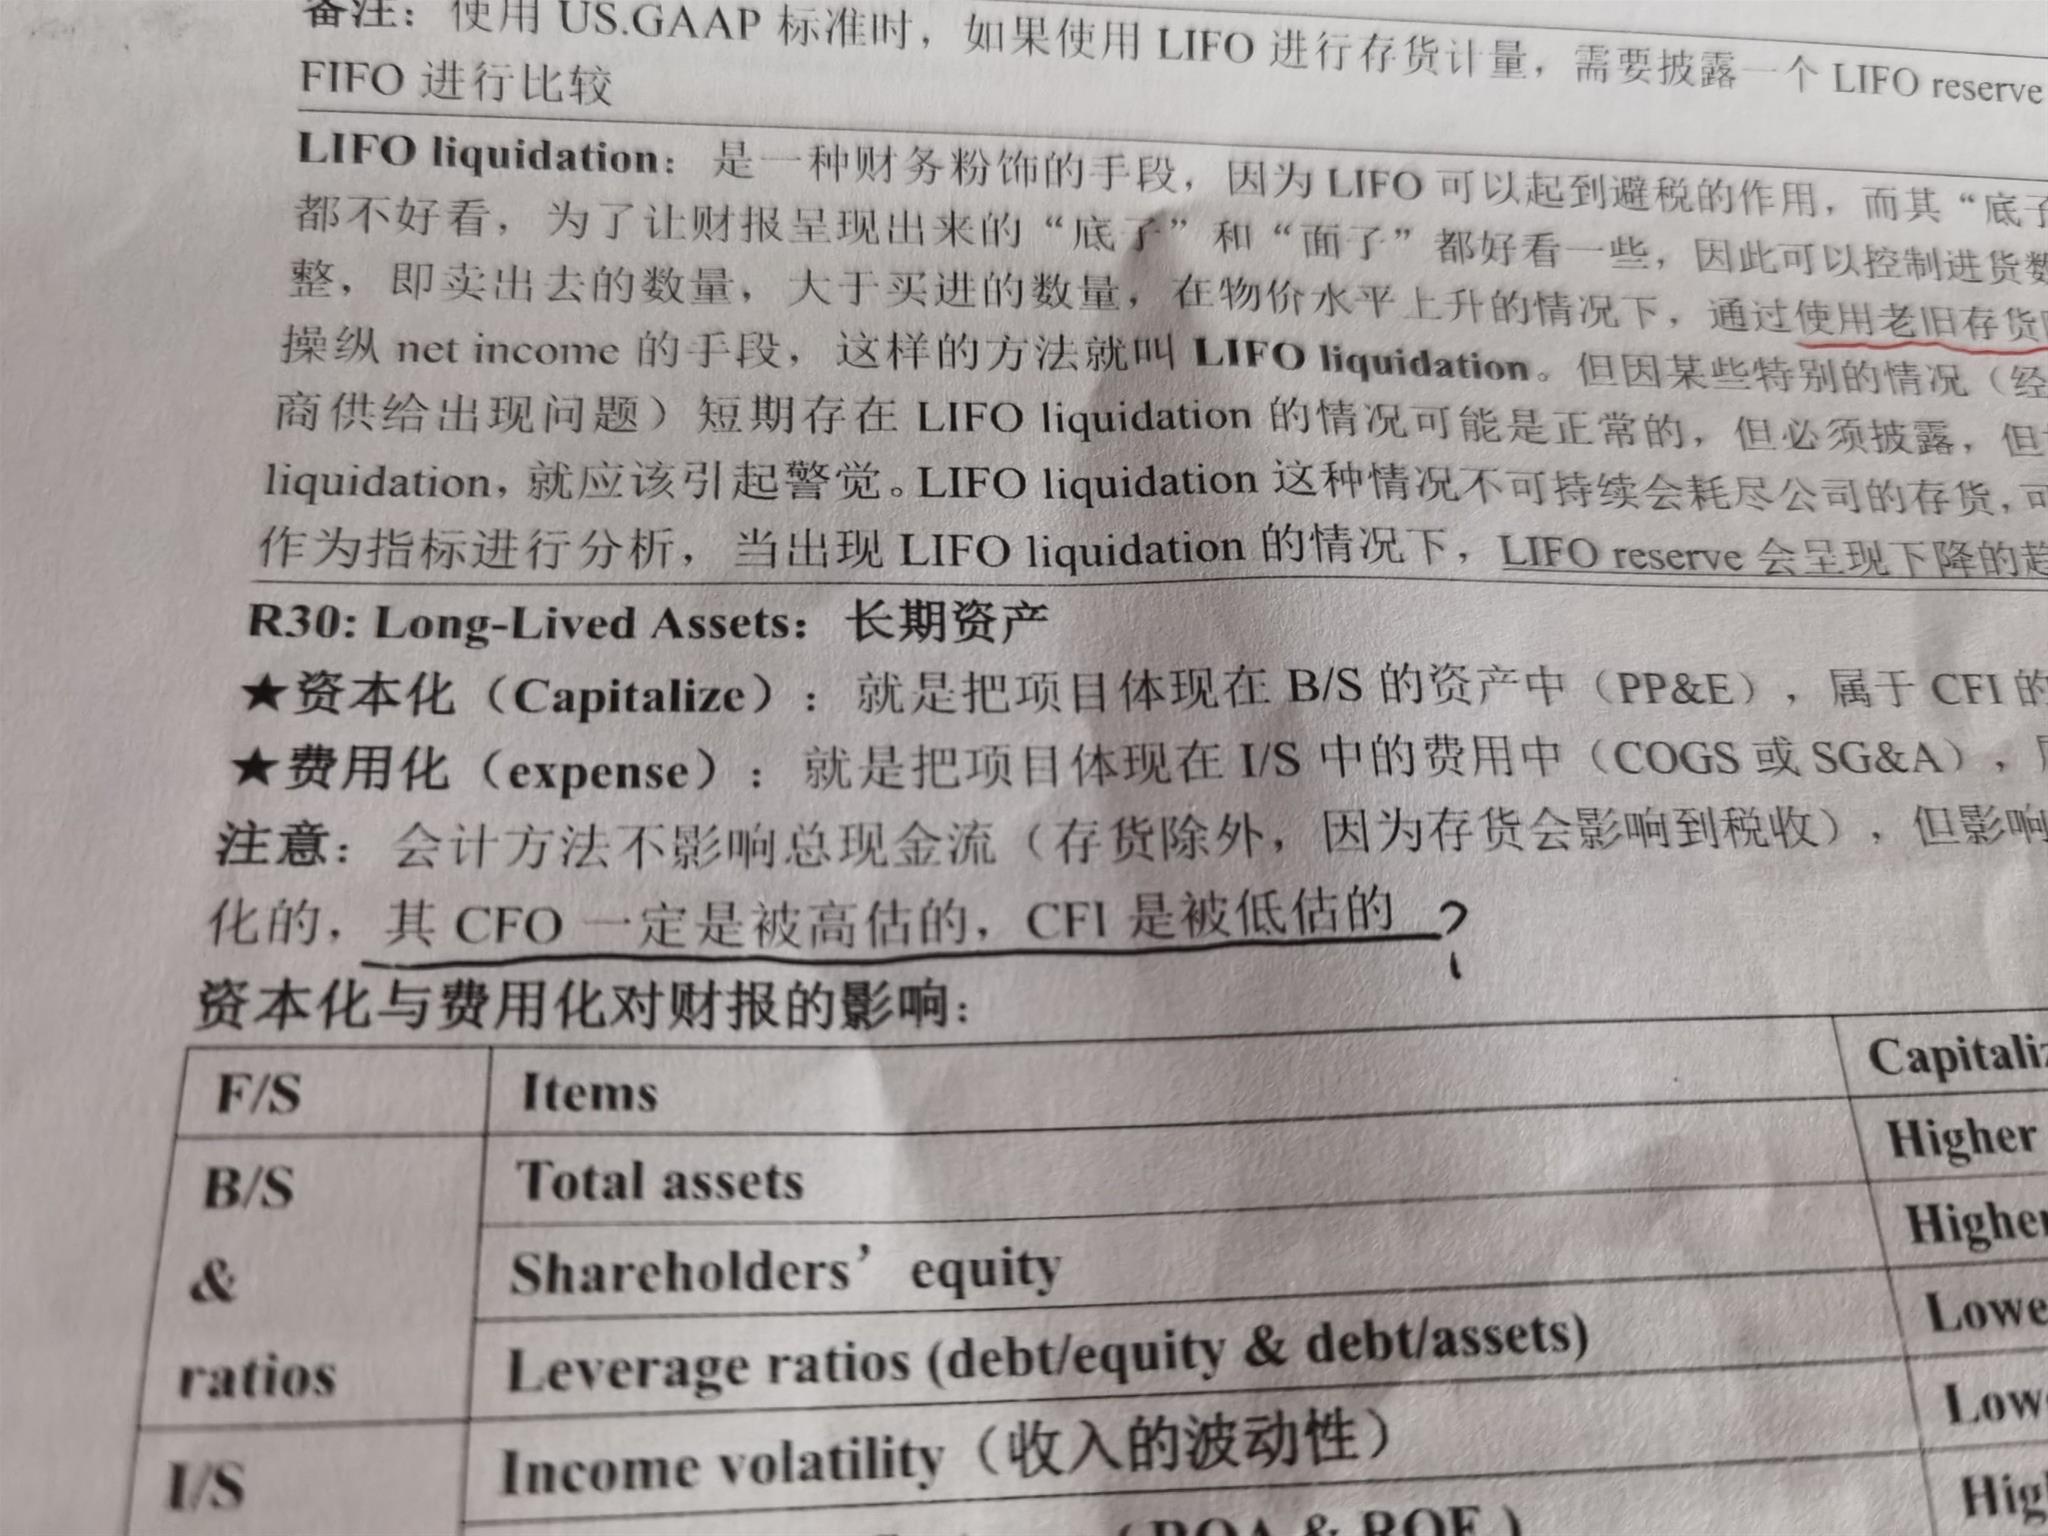 备注：使用 US.GAAP 标准时，如果使用 LIFO 进行存货计量，需要披露一个 LIFO reserve
FIFO 进行比较
LIFO liquidation：是一种财务粉饰的手段，因为 LIFO 可以起到避税的作用，而其“底子
都不好看，为了让财报呈现出来的“底子”和“面子”都好看一些，因此可以控制进货数
整，即卖出去的数量，大于买进的数量，在物价水平上升的情况下，通过使用老旧存货
操纵 net income 的手段，这样的方法就叫 LIFO liquidation。但因某些特别的情况（经
商供给出现问题）短期存在 LIFO liquidation 的情况可能是正常的，但必须披露，但
liquidation，就应该引起警觉。LIFO liquidation 这种情况不可持续会耗尽公司的存货，可
作为指标进行分析，当出现 LIFO liquidation 的情况下，LIFO reserve 会呈现下降的趋
R30: Long-Lived Assets：长期资产
★资本化（Capitalize）：就是把项目体现在 B/S 的资产中（PP&E），属于 CFI 的
★费用化（expense）：就是把项目体现在 I/S 中的费用中（COGS 或 SG&A），
注意：会计方法不影响总现金流（存货除外，因为存货会影响到税收），但影响
化的，其 CFO 一定是被高估的，CFI 是被低估的 ?
资本化与费用化对财报的影响：
F/S Items Capitaliz
B/S Total assets Higher
Shareholders’ equity Higher
& Leverage ratios (debt/equity & debt/assets) Lowe
ratios
Income volatility（收入的波动性） Low
I/S
(ROA & ROE) Hig